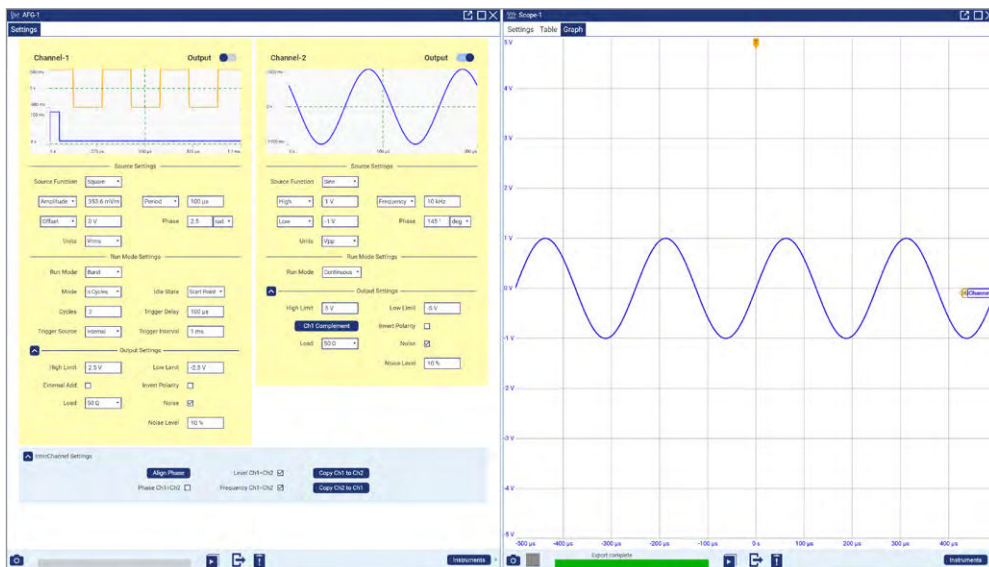 AFG-1
Settings
Channel-1 Output
1 s
Source Settings
Source Function Square
Amplitude 353.6 mVrm Period 100 µs
Offset 0 V Phase 2.5 rad
Units Vrms
Run Mode Settings
Run Mode Burst
Mode nCycles Idle State Start Point
Cycles 3 Trigger Delay 100 µs
Trigger Source Internal Trigger Interval 1 ms
Output Settings
High Limit 2.5 V Low Limit -2.5 V
External Add Invert Polarity
Load 50 Ω Noise
Noise Level 10 %
Channel-2 Output
Source Settings
Source Function Sine
High 1 V Frequency 10 kHz
Low -1 V Phase 145 ° deg
Units Vpp
Run Mode Settings
Run Mode Continuous
Output Settings
High Limit 5 V Low Limit -5 V
Ch1 Complement Invert Polarity
Load 50 Ω Noise
Noise Level 10 %
InterChannel Settings
Align Phase Level Ch1=Ch2 Copy Ch1 to Ch2
Phase Ch1=Ch2 Frequency Ch1=Ch2 Copy Ch2 to Ch1
Instruments
Scope-1
Settings Table Graph
5 V
4 V
3 V
2 V
1 V
0 V
-1 V
-2 V
-3 V
-4 V
-5 V
-500 µs -400 µs -300 µs -200 µs -100 µs 0 s 100 µs 200 µs 300 µs 400 µs
Channe
Export complete
Instruments